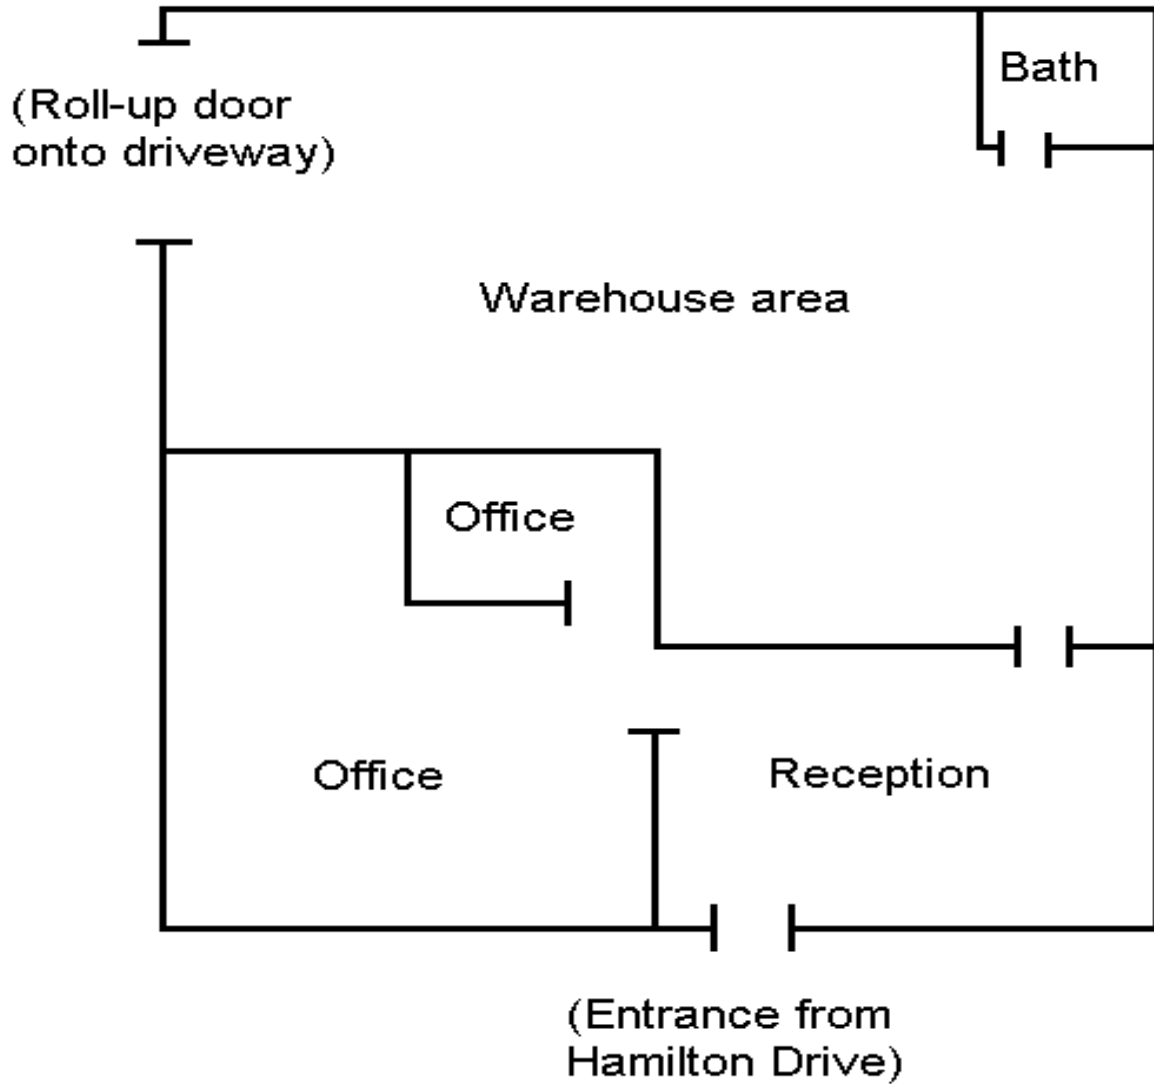 Bath
(Roll-up door
onto driveway)
Warehouse area
Office
Office
Reception
(Entrance from
Hamilton Drive)